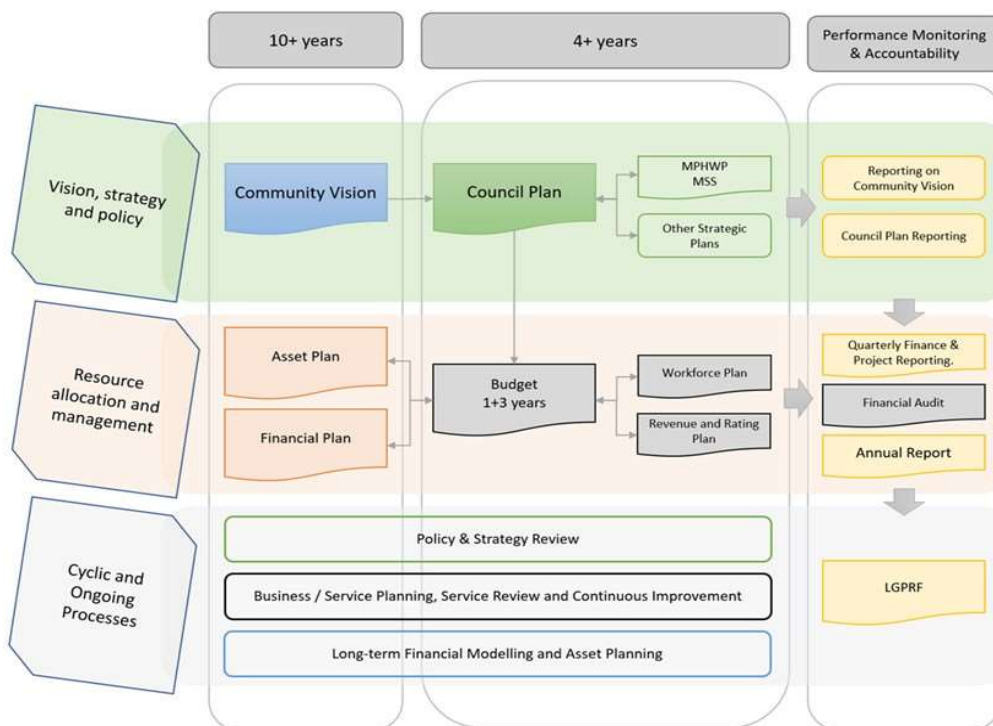 10+ years
4+ years
Performance Monitoring
& Accountability
Vision, strategy
and policy
Community Vision
Council Plan
MPHWP
MSS
Other Strategic
Plans
Reporting on
Community Vision
Council Plan Reporting
Resource
allocation and
management
Asset Plan
Financial Plan
Budget
1+3 years
Workforce Plan
Revenue and Rating
Plan
Quarterly Finance &
Project Reporting.
Financial Audit
Annual Report
Cyclic and
Ongoing
Processes
Policy & Strategy Review
Business / Service Planning, Service Review and Continuous Improvement
Long-term Financial Modelling and Asset Planning
LGPRF